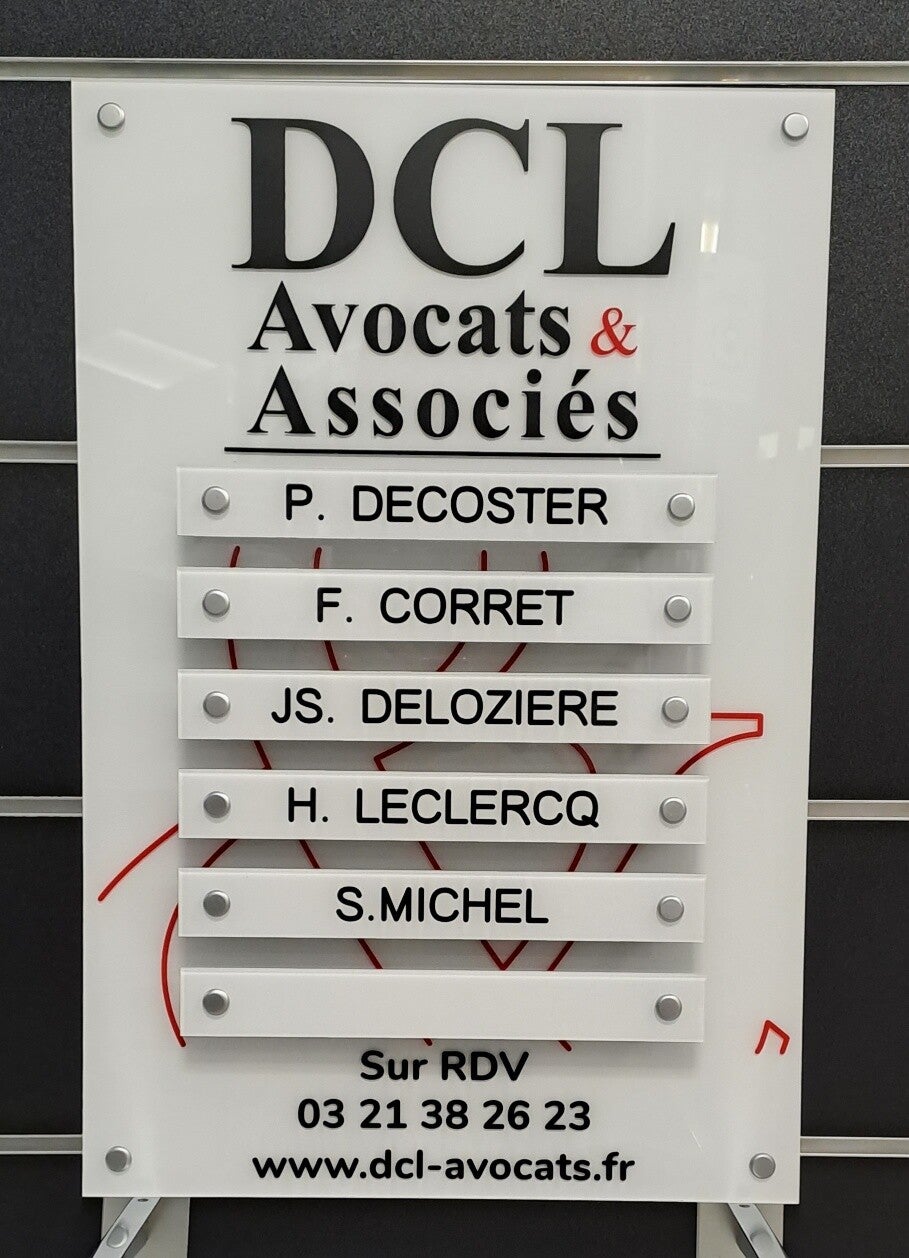 DCL
Avocats &
Associés
P. DECOSTER
F. CORRET
JS. DELOZIERE
H. LECLERCQ
S.MICHEL
Sur RDV
03 21 38 26 23
www.dcl-avocats.fr